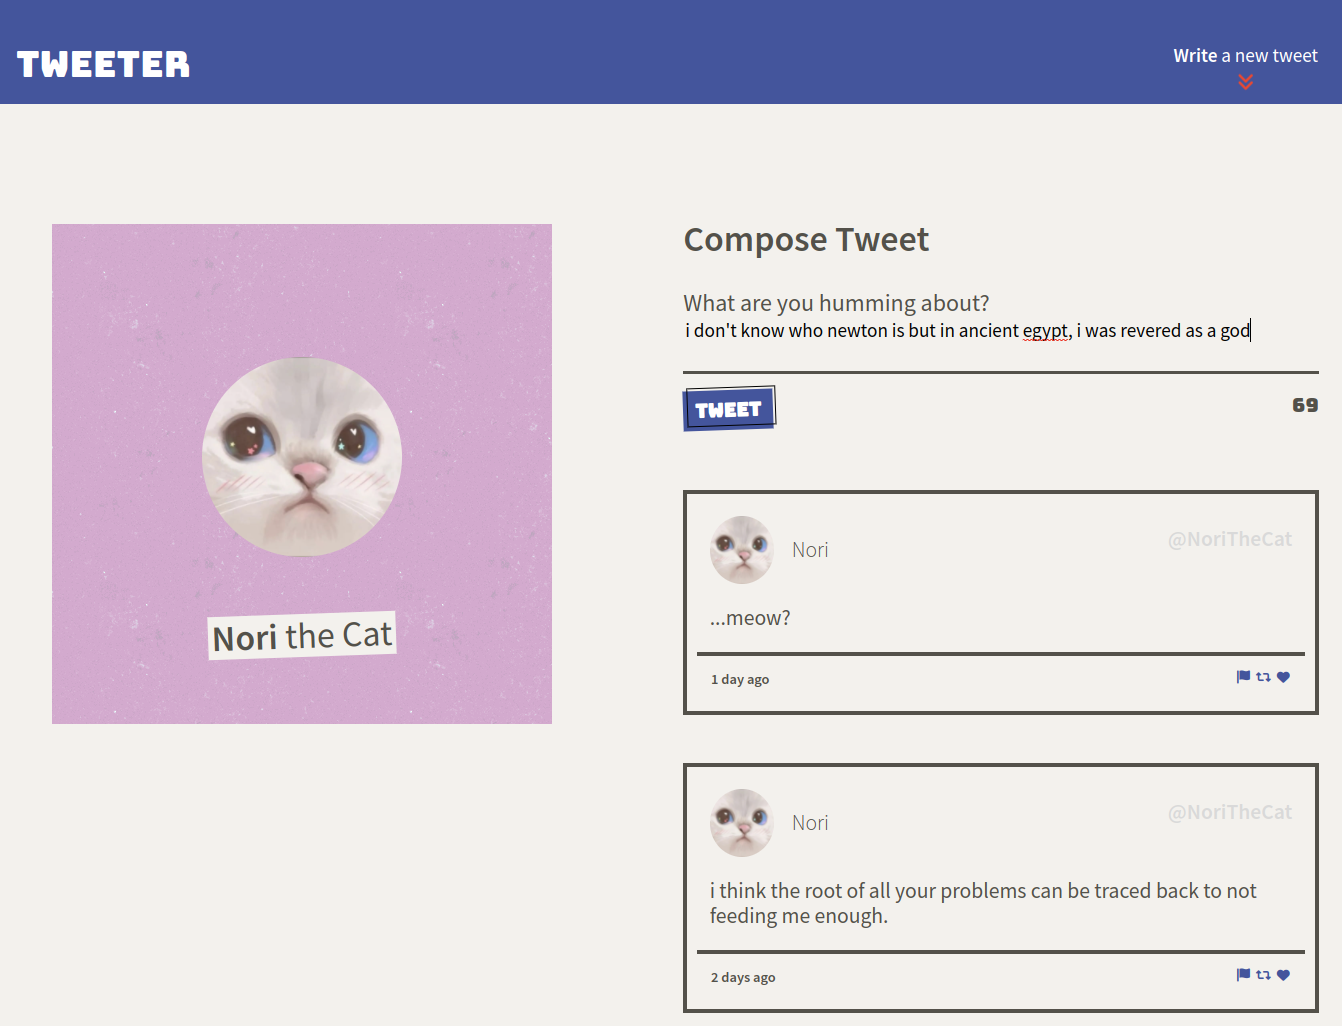 TWEETER
Write a new tweet
Nori the Cat
Compose Tweet
What are you humming about?
i don't know who newton is but in ancient egypt, i was revered as a god
TWEET
69
Nori
@NoriTheCat
...meow?
1 day ago
Nori
@NoriTheCat
i think the root of all your problems can be traced back to not
feeding me enough.
2 days ago